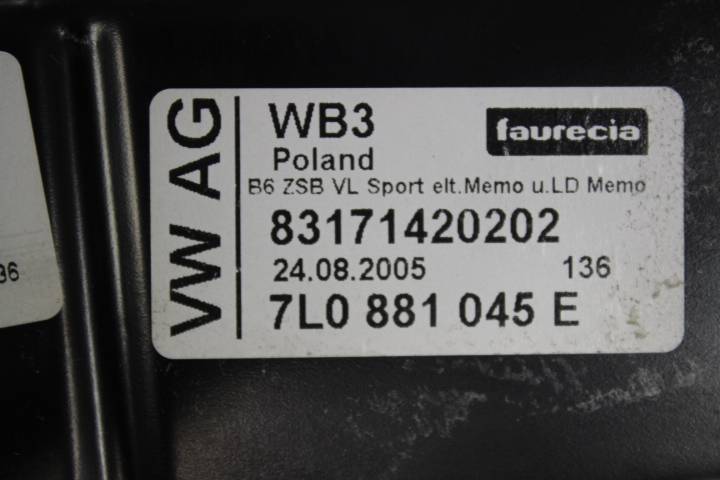 VW AG
WB3
faurecia
Poland
B6 ZSB VL Sport elt.Memo u.LD Memo
83171420202
24.08.2005 136
7L0 881 045 E
36